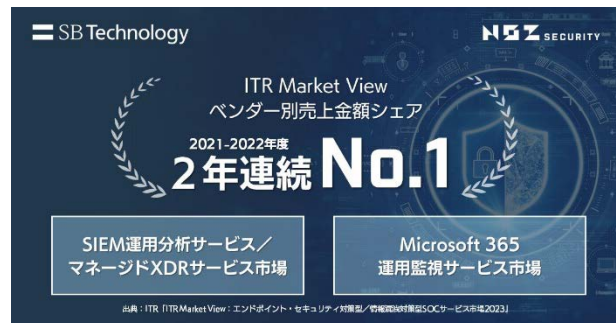 SB Technology
NOZ SECURITY
ITR Market View
ベンダー別売上金額シェア
2021-2022年度
2年連続 No.1
SIEM運用分析サービス／
マネージドXDRサービス市場
Microsoft 365
運用監視サービス市場
出典：ITR「ITR Market View：エンドポイント・セキュリティ対策型／情報漏洩対策型SOCサービス市場2023」